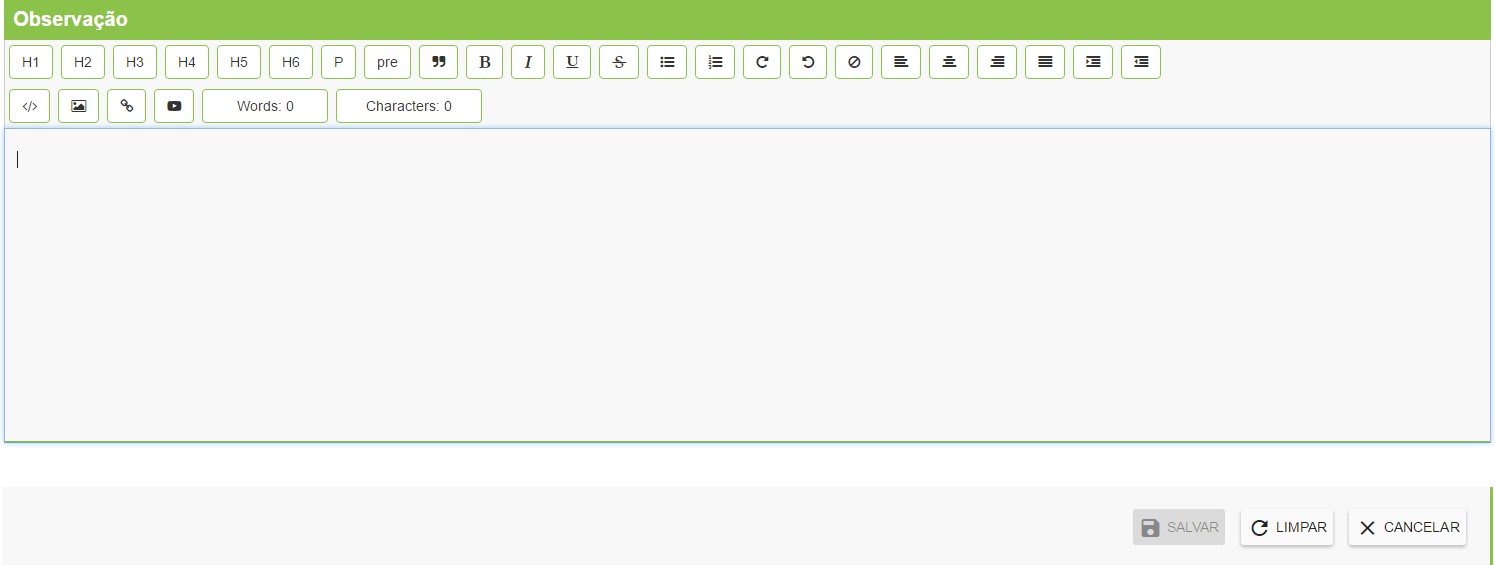 Observação
H1 H2 H3 H4 H5 H6 P pre ” B I U S
</> Words: 0 Characters: 0
SALVAR LIMPAR CANCELAR